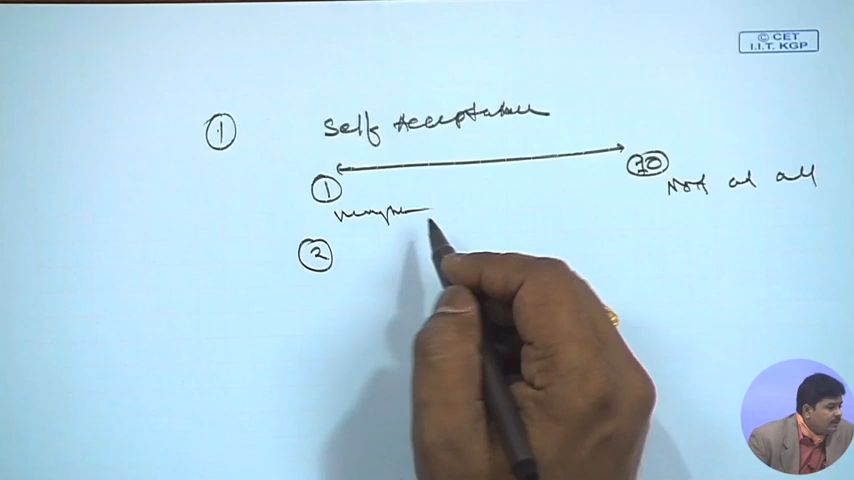 © CET
I.I.T. KGP
① Self Acceptance
① ⑩ Not at all
②